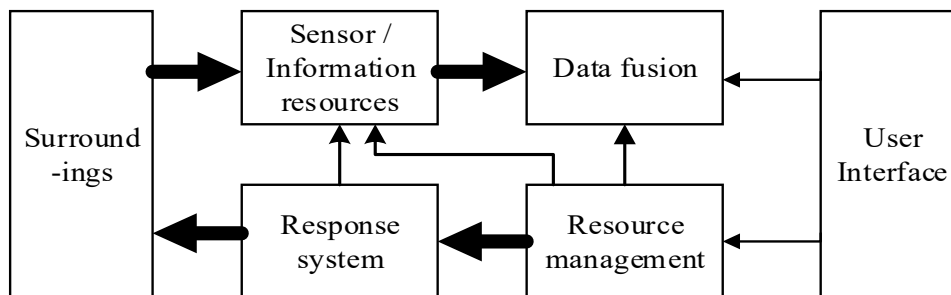 Surround
-ings
Sensor /
Information
resources
Data fusion
User
Interface
Response
system
Resource
management